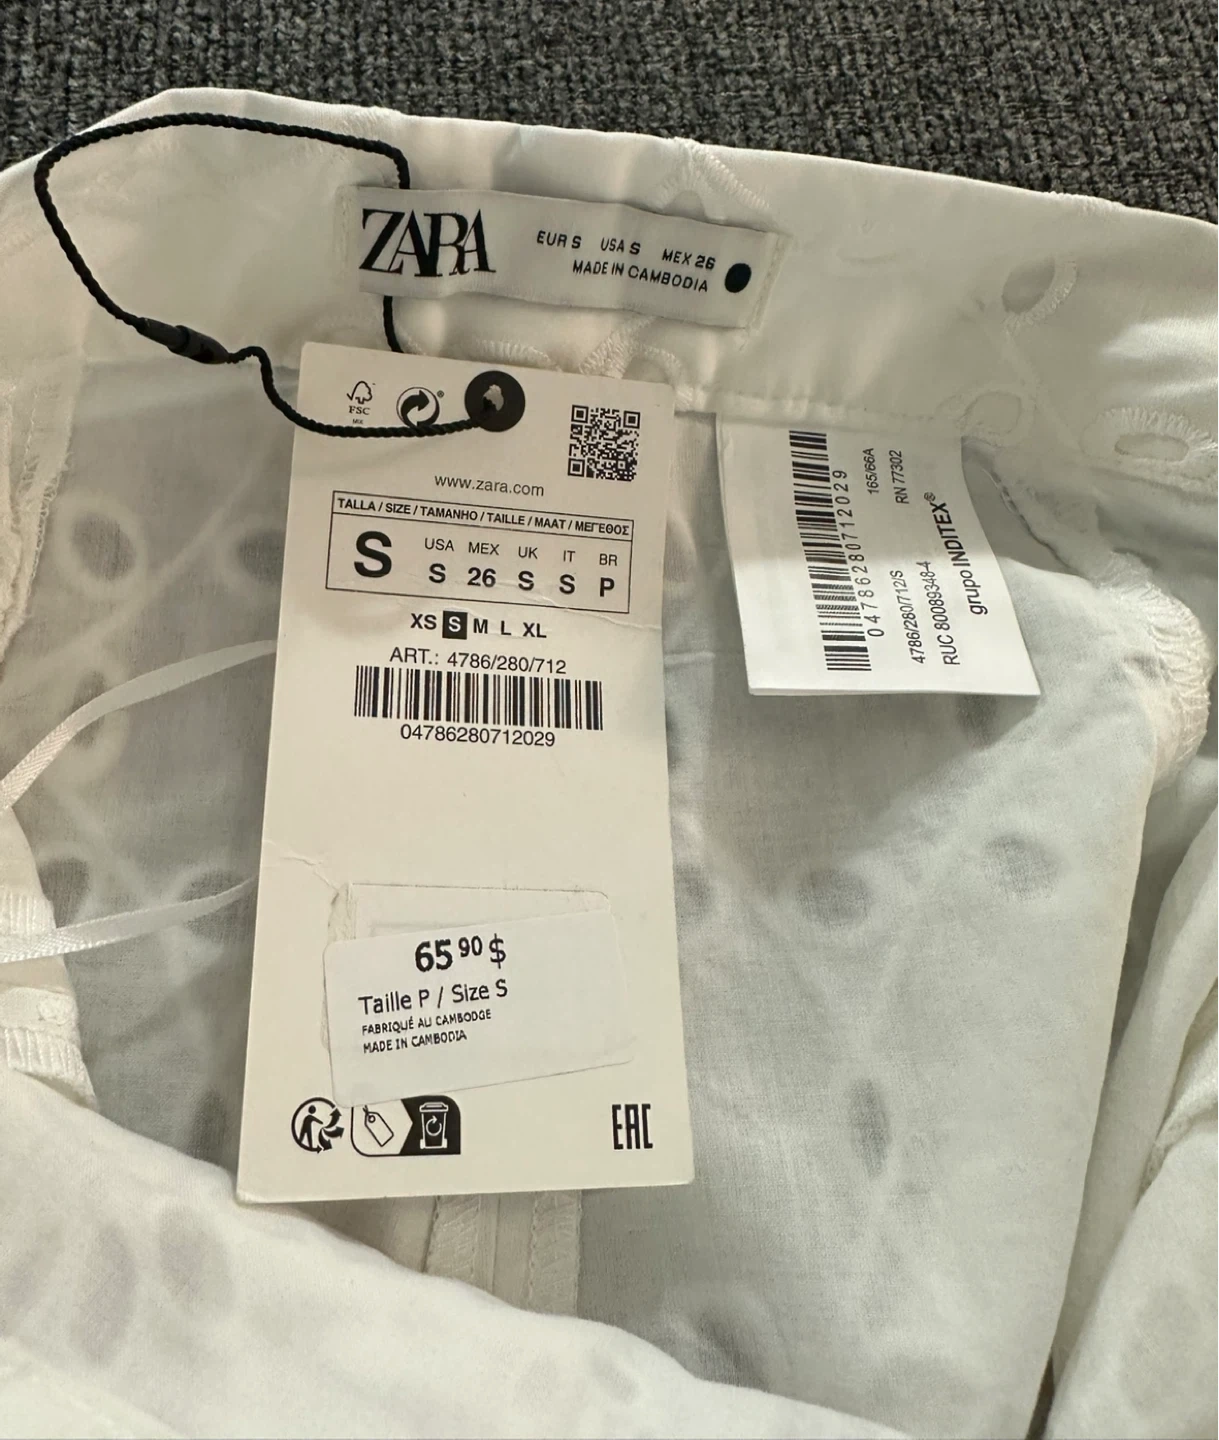 ZARA
EUR S USA S MEX 26
MADE IN CAMBODIA
FSC
MIX
www.zara.com
TALLA / SIZE / TAMANHO / TAILLE / MAAT / ΜΕΓΕΘΟΣ
S
USA MEX UK IT BR
S 26 S S P
XS S M L XL
ART.: 4786/280/712
04786280712029
65 90 $
Taille P / Size S
FABRIQUÉ AU CAMBODGE
MADE IN CAMBODIA
EAC
04786280712029
165/66A
4786/280/712/S
RN 77302
RUC 80089348-4
grupo INDITEX®